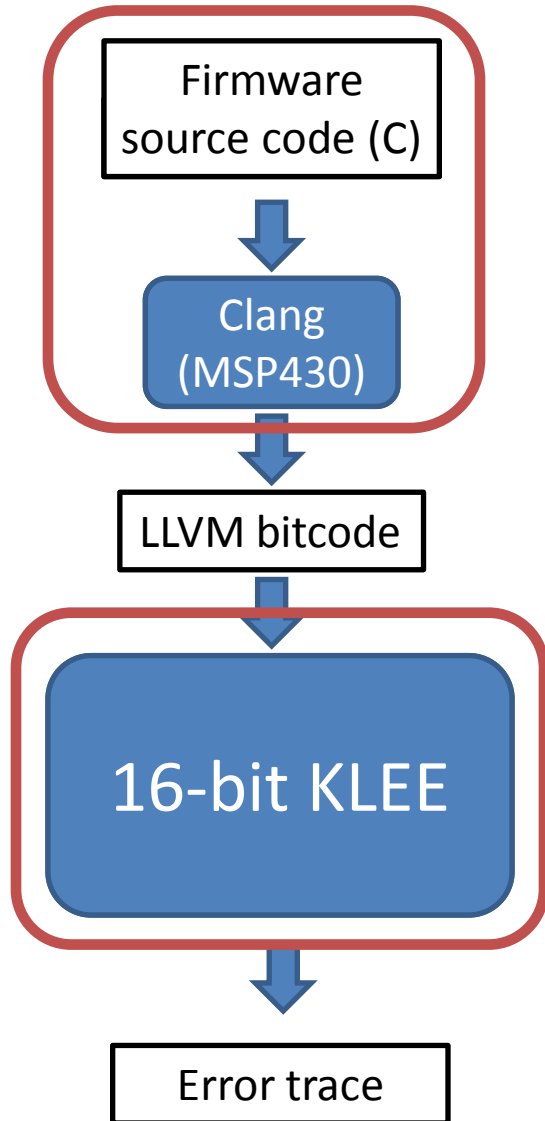 Firmware
source code (C)
Clang
(MSP430)
LLVM bitcode
16-bit KLEE
Error trace